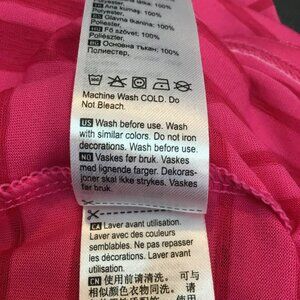 Polyester.
Ana kumaş: 100%
Polyester.
Glavna tkanina: 100%
Poliester.
Fő szövet: 100%
Poliészter.
BG Основна тъкан: 100%
Полиестер.
Machine Wash COLD. Do
Not Bleach.
US Wash before use. Wash
with similar colors. Do not iron
decorations. Wash before use.
NO Vaskes før bruk. Vaskes
med lignende farger. Dekoras-
joner skal ikke strykes. Vaskes
før bruk.
CA Laver avant utilisation.
Laver avec des couleurs
semblables. Ne pas repasser
les décorations. Laver avant
utilisation.
CN 使用前请清洗。可与
相似颜色衣物同洗。请